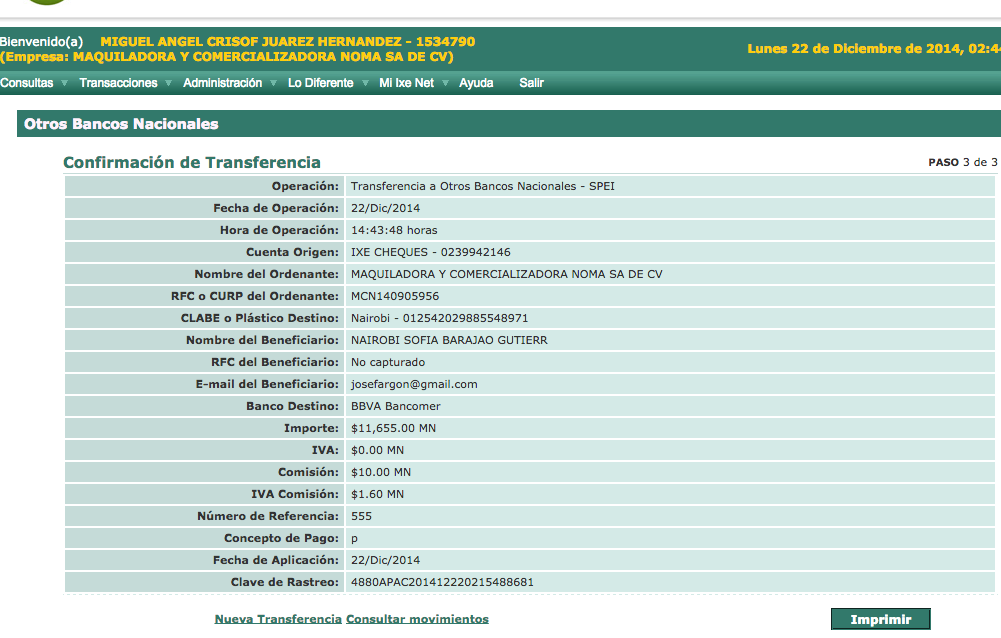 Bienvenido(a) MIGUEL ANGEL CRISOF JUAREZ HERNANDEZ - 1534790
(Empresa: MAQUILADORA Y COMERCIALIZADORA NOMA SA DE CV)
Lunes 22 de Diciembre de 2014, 02:4
Consultas Transacciones Administración Lo Diferente Mi Ixe Net Ayuda Salir
Otros Bancos Nacionales
Confirmación de Transferencia PASO 3 de 3
Operación: Transferencia a Otros Bancos Nacionales - SPEI
Fecha de Operación: 22/Dic/2014
Hora de Operación: 14:43:48 horas
Cuenta Origen: IXE CHEQUES - 0239942146
Nombre del Ordenante: MAQUILADORA Y COMERCIALIZADORA NOMA SA DE CV
RFC o CURP del Ordenante: MCN140905956
CLABE o Plástico Destino: Nairobi - 012542029885548971
Nombre del Beneficiario: NAIROBI SOFIA BARAJAO GUTIERR
RFC del Beneficiario: No capturado
E-mail del Beneficiario: josefargon@gmail.com
Banco Destino: BBVA Bancomer
Importe: $11,655.00 MN
IVA: $0.00 MN
Comisión: $10.00 MN
IVA Comisión: $1.60 MN
Número de Referencia: 555
Concepto de Pago: p
Fecha de Aplicación: 22/Dic/2014
Clave de Rastreo: 4880APAC201412220215488681
Nueva Transferencia Consultar movimientos Imprimir